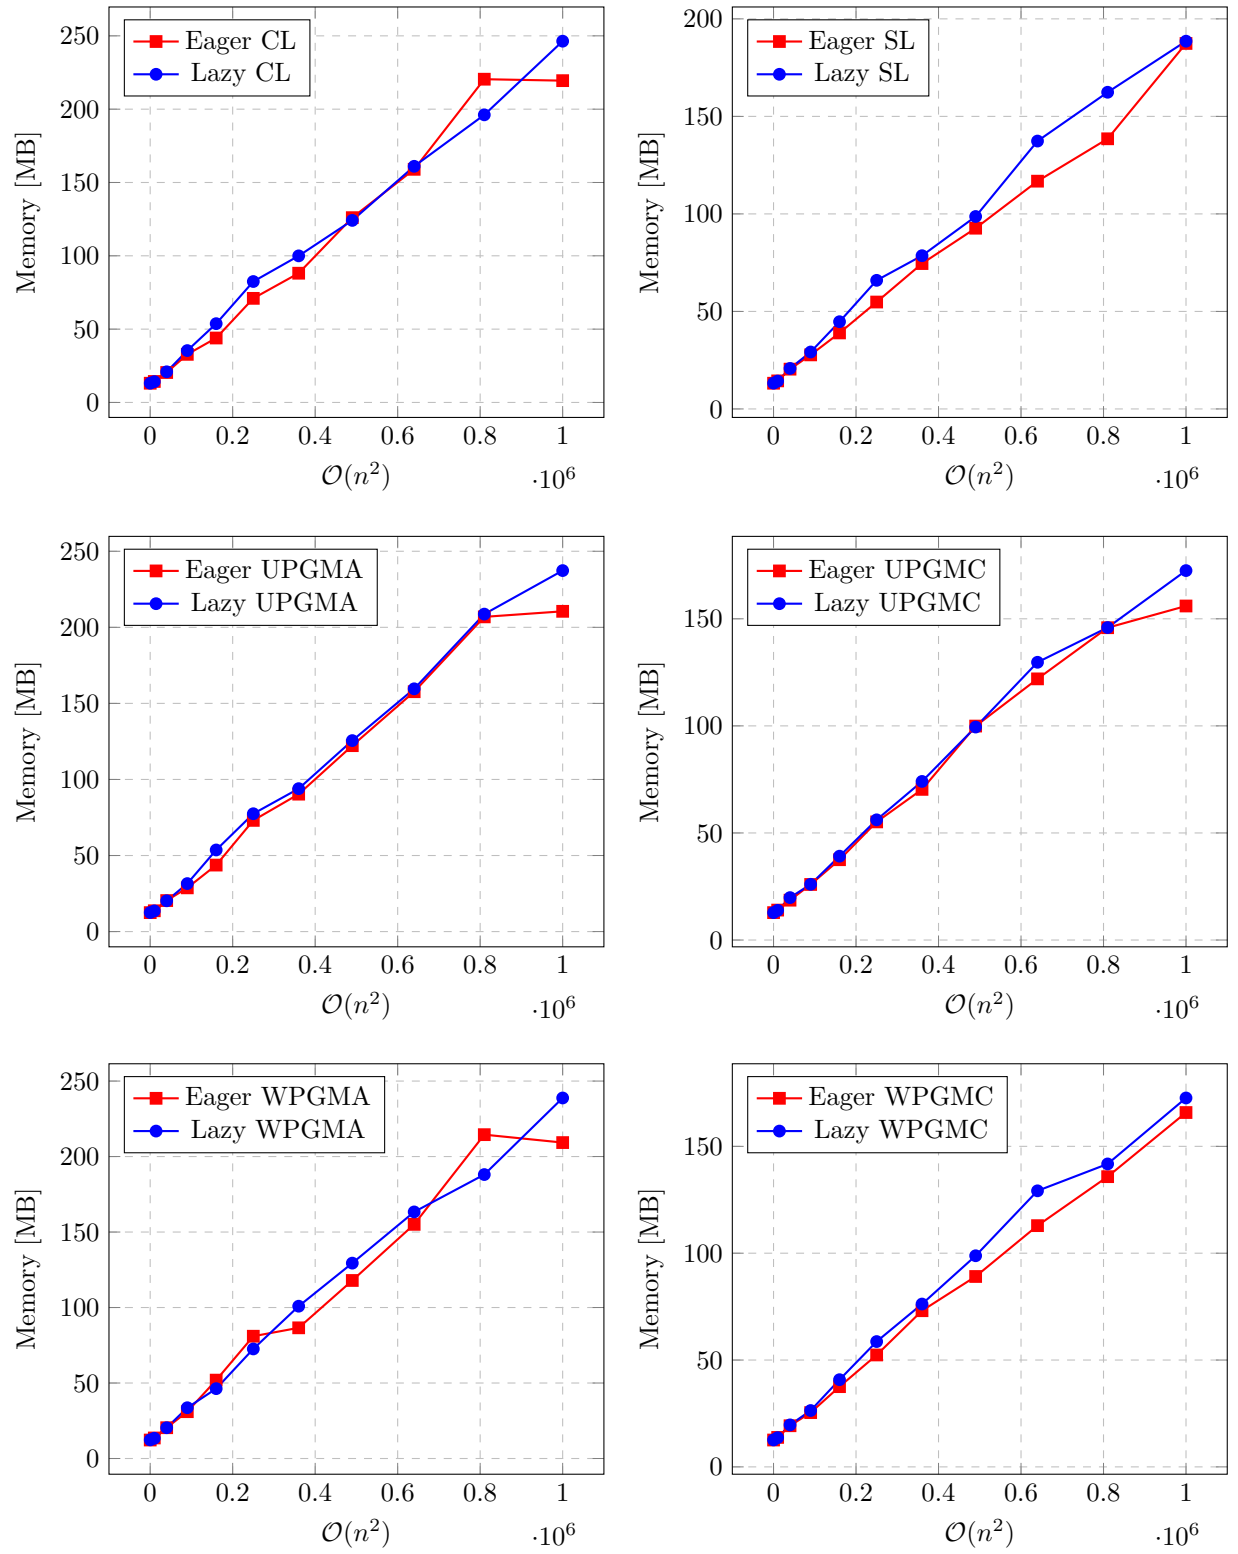 Eager CL
Lazy CL
250
200
150
100
50
0
Memory [MB]
0 0.2 0.4 0.6 0.8 1
𝒪(n²) ·10⁶
Eager SL
Lazy SL
200
150
100
50
0
Memory [MB]
0 0.2 0.4 0.6 0.8 1
𝒪(n²) ·10⁶
Eager UPGMA
Lazy UPGMA
250
200
150
100
50
0
Memory [MB]
0 0.2 0.4 0.6 0.8 1
𝒪(n²) ·10⁶
Eager UPGMC
Lazy UPGMC
150
100
50
0
Memory [MB]
0 0.2 0.4 0.6 0.8 1
𝒪(n²) ·10⁶
Eager WPGMA
Lazy WPGMA
250
200
150
100
50
0
Memory [MB]
0 0.2 0.4 0.6 0.8 1
𝒪(n²) ·10⁶
Eager WPGMC
Lazy WPGMC
150
100
50
0
Memory [MB]
0 0.2 0.4 0.6 0.8 1
𝒪(n²) ·10⁶